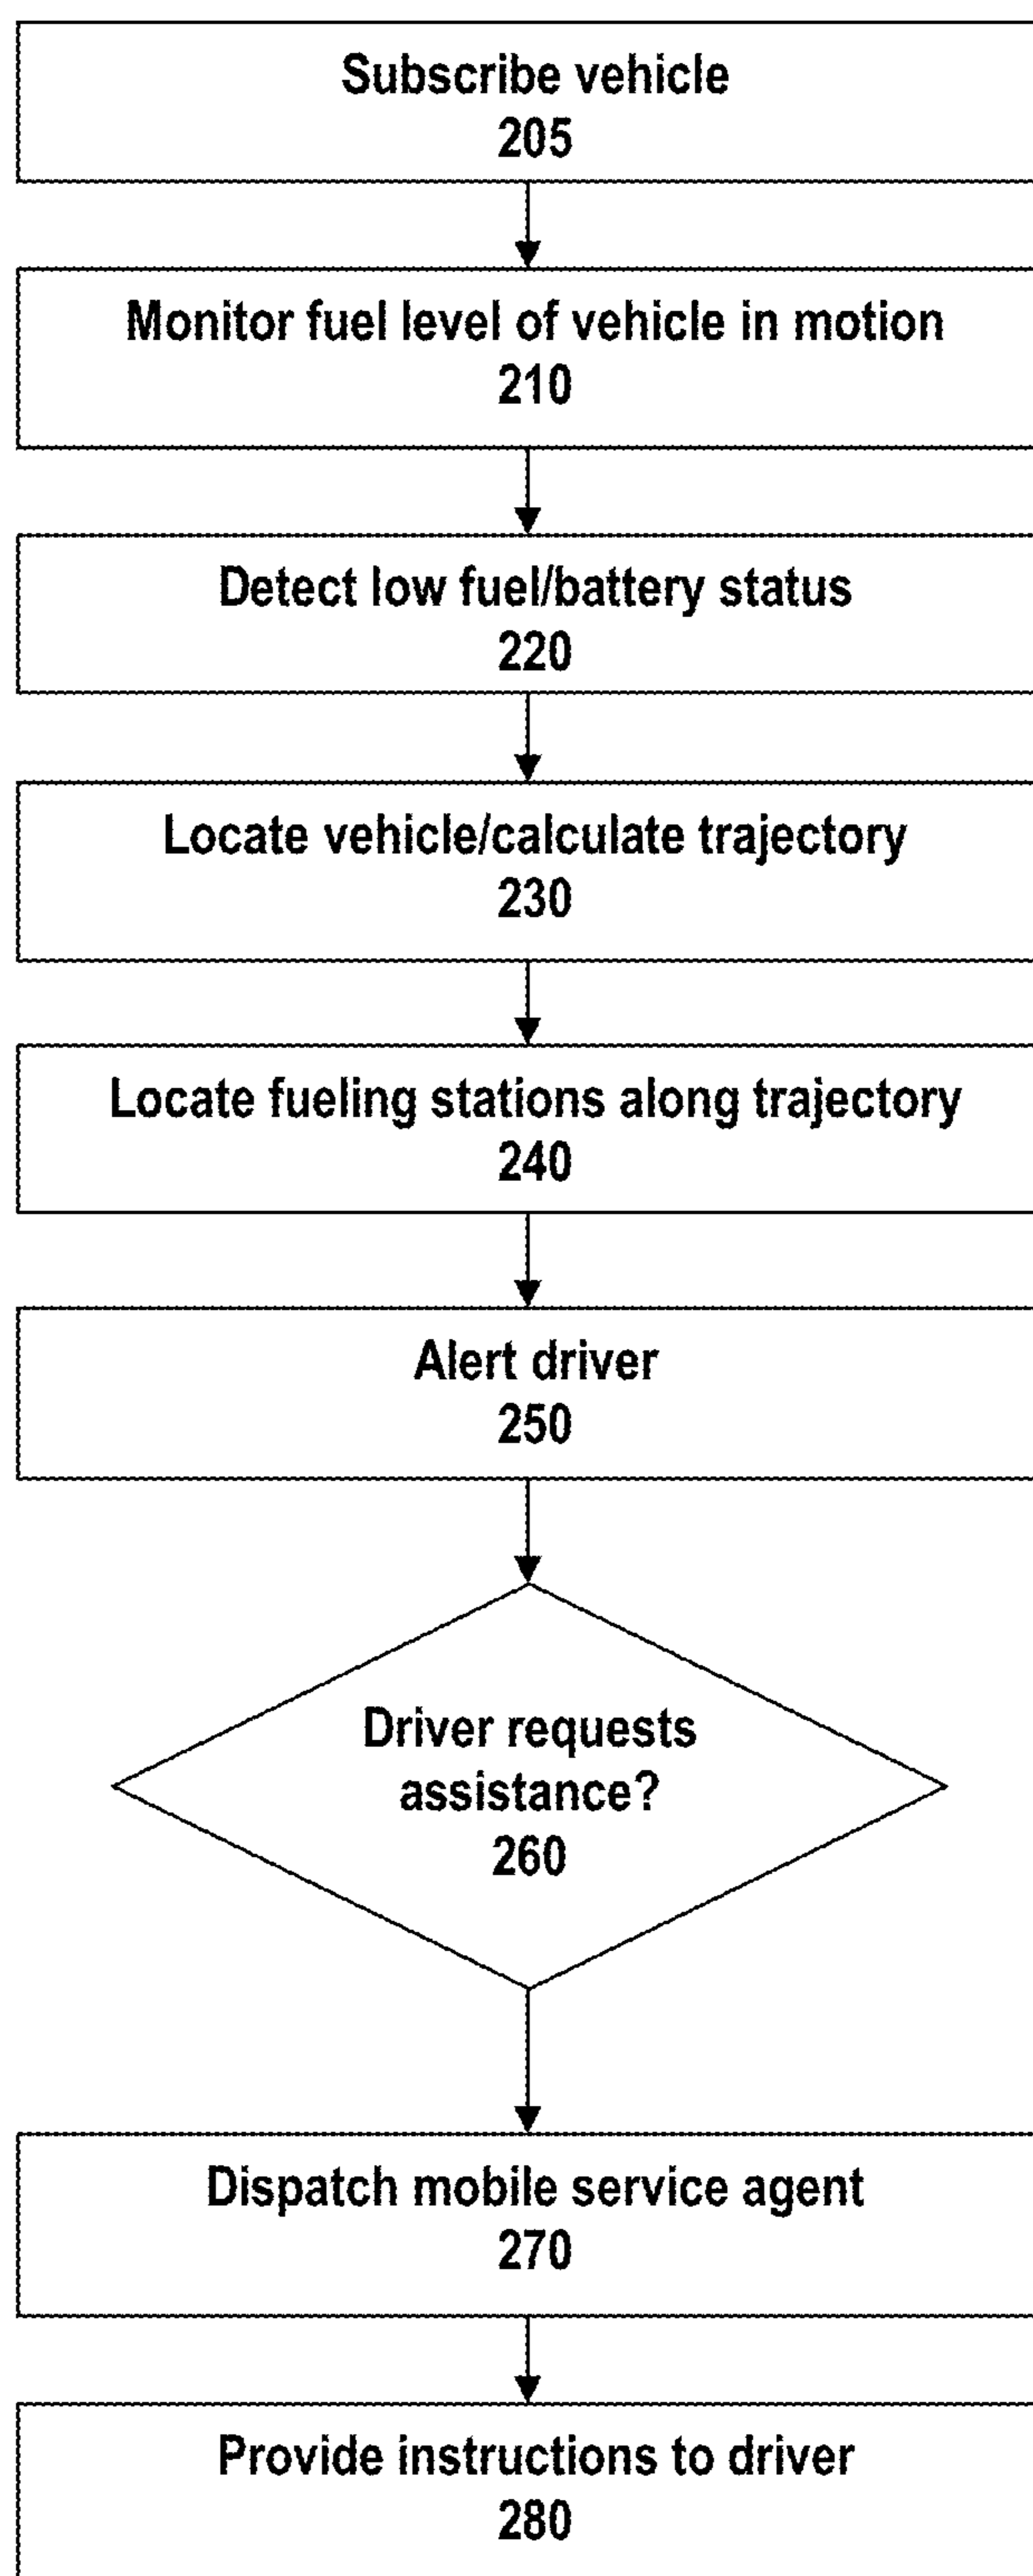 Subscribe vehicle
205
Monitor fuel level of vehicle in motion
210
Detect low fuel/battery status
220
Locate vehicle/calculate trajectory
230
Locate fueling stations along trajectory
240
Alert driver
250
Driver requests
assistance?
260
Dispatch mobile service agent
270
Provide instructions to driver
280